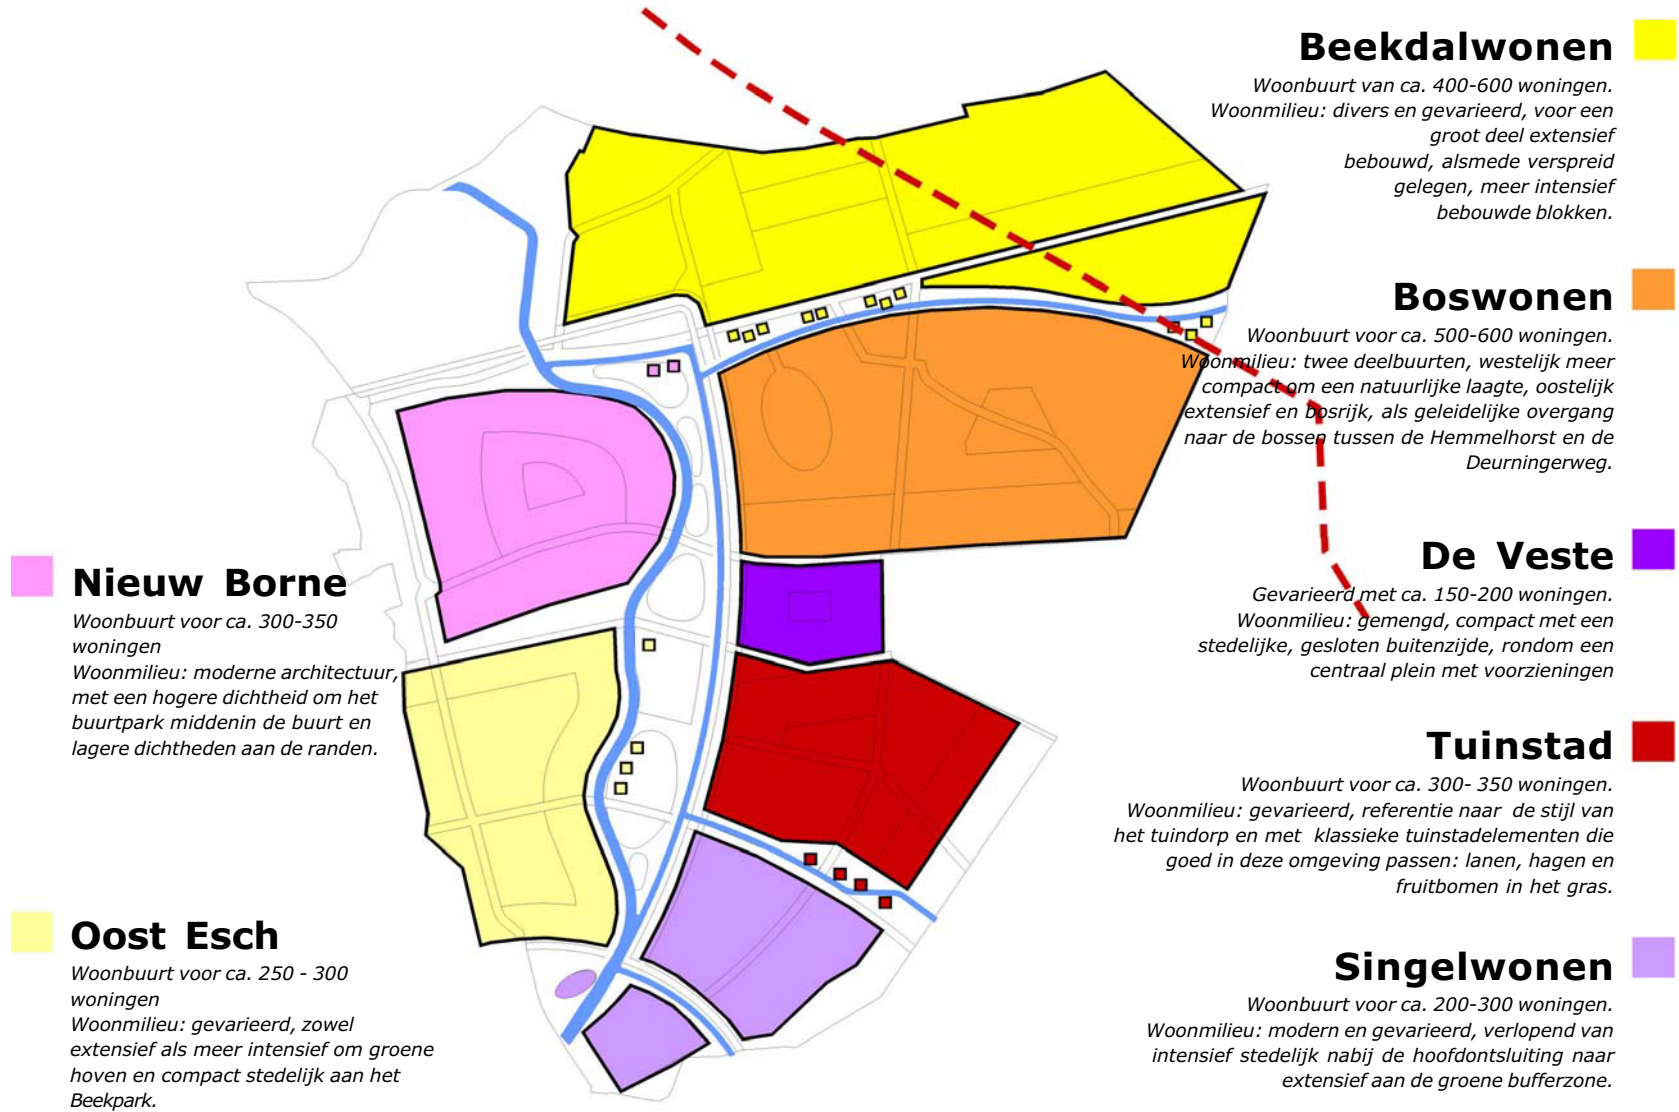 Beekdalwonen
Woonbuurt van ca. 400-600 woningen.
Woonmilieu: divers en gevarieerd, voor een
groot deel extensief
bebouwd, alsmede verspreid
gelegen, meer intensief
bebouwde blokken.
Boswonen
Woonbuurt voor ca. 500-600 woningen.
Woonmilieu: twee deelbuurten, westelijk meer
compact om een natuurlijke laagte, oostelijk
extensief en bosrijk, als geleidelijke overgang
naar de bossen tussen de Hemmelhorst en de
Deurningerweg.
De Veste
Gevarieerd met ca. 150-200 woningen.
Woonmilieu: gemengd, compact met een
stedelijke, gesloten buitenzijde, rondom een
centraal plein met voorzieningen
Tuinstad
Woonbuurt voor ca. 300- 350 woningen.
Woonmilieu: gevarieerd, referentie naar de stijl van
het tuindorp en met klassieke tuinstadelementen die
goed in deze omgeving passen: lanen, hagen en
fruitbomen in het gras.
Singelwonen
Woonbuurt voor ca. 200-300 woningen.
Woonmilieu: modern en gevarieerd, verlopend van
intensief stedelijk nabij de hoofdontsluiting naar
extensief aan de groene bufferzone.
Nieuw Borne
Woonbuurt voor ca. 300-350
woningen
Woonmilieu: moderne architectuur,
met een hogere dichtheid om het
buurtpark middenin de buurt en
lagere dichtheden aan de randen.
Oost Esch
Woonbuurt voor ca. 250 - 300
woningen
Woonmilieu: gevarieerd, zowel
extensief als meer intensief om groene
hoven en compact stedelijk aan het
Beekpark.